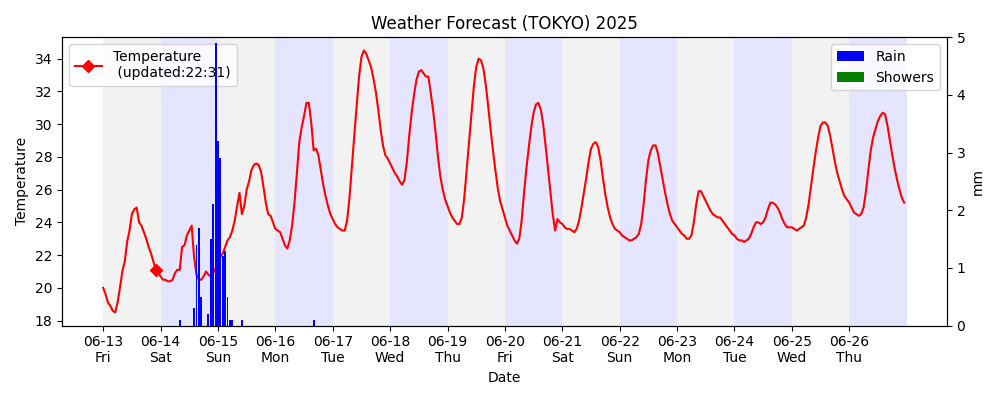 Weather Forecast (TOKYO) 2025
Temperature
(updated:22:31)
Rain
Showers
Temperature
34
32
30
28
26
24
22
20
18
5
4
3
2
1
0
mm
06-13 06-14 06-15 06-16 06-17 06-18 06-19 06-20 06-21 06-22 06-23 06-24 06-25 06-26
Fri Sat Sun Mon Tue Wed Thu Fri Sat Sun Mon Tue Wed Thu
Date